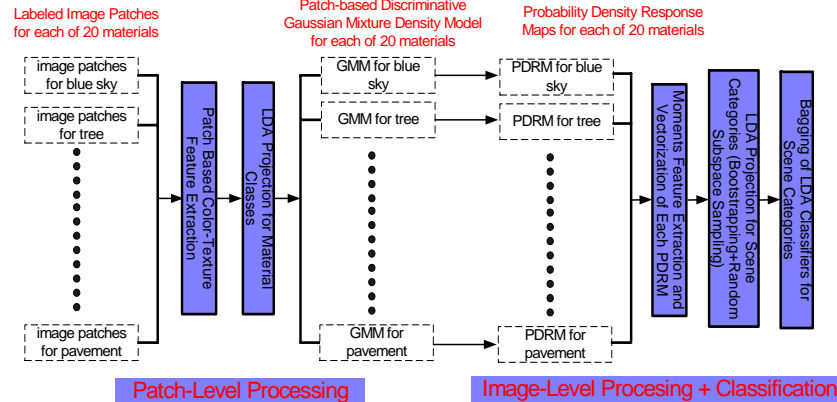 Labeled Image Patches
for each of 20 materials
Patch-based Discriminative
Gaussian Mixture Density Model
for each of 20 materials
Probability Density Response
Maps for each of 20 materials
image patches
for blue sky
image patches
for tree
image patches
for pavement
Patch Based Color-Texture
Feature Extraction
LDA Projection for Material
Classes
GMM for blue
sky
GMM for tree
GMM for
pavement
PDRM for blue
sky
PDRM for tree
PDRM for
pavement
Moments Feature Extraction and
Vectorization of Each PDRM
LDA Projection for Scene
Categories (Bootstrapping+Random
Subspace Sampling)
Bagging of LDA Classifiers for
Scene Categories
Patch-Level Processing
Image-Level Procesing + Classification